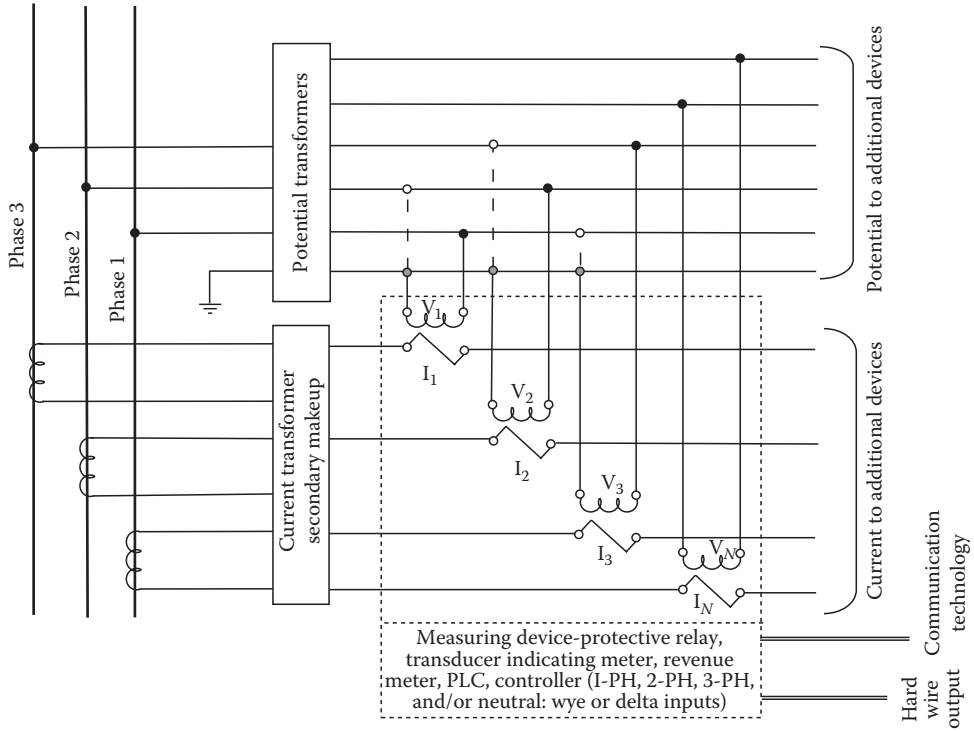 Phase 3
Phase 2
Phase 1
Potential transformers
Potential to additional devices
Current transformer
secondary makeup
Current to additional devices
V1
I1
V2
I2
V3
I3
VN
IN
Measuring device-protective relay,
transducer indicating meter, revenue
meter, PLC, controller (I-PH, 2-PH, 3-PH,
and/or neutral: wye or delta inputs)
Communication
technology
Hard
wire
output